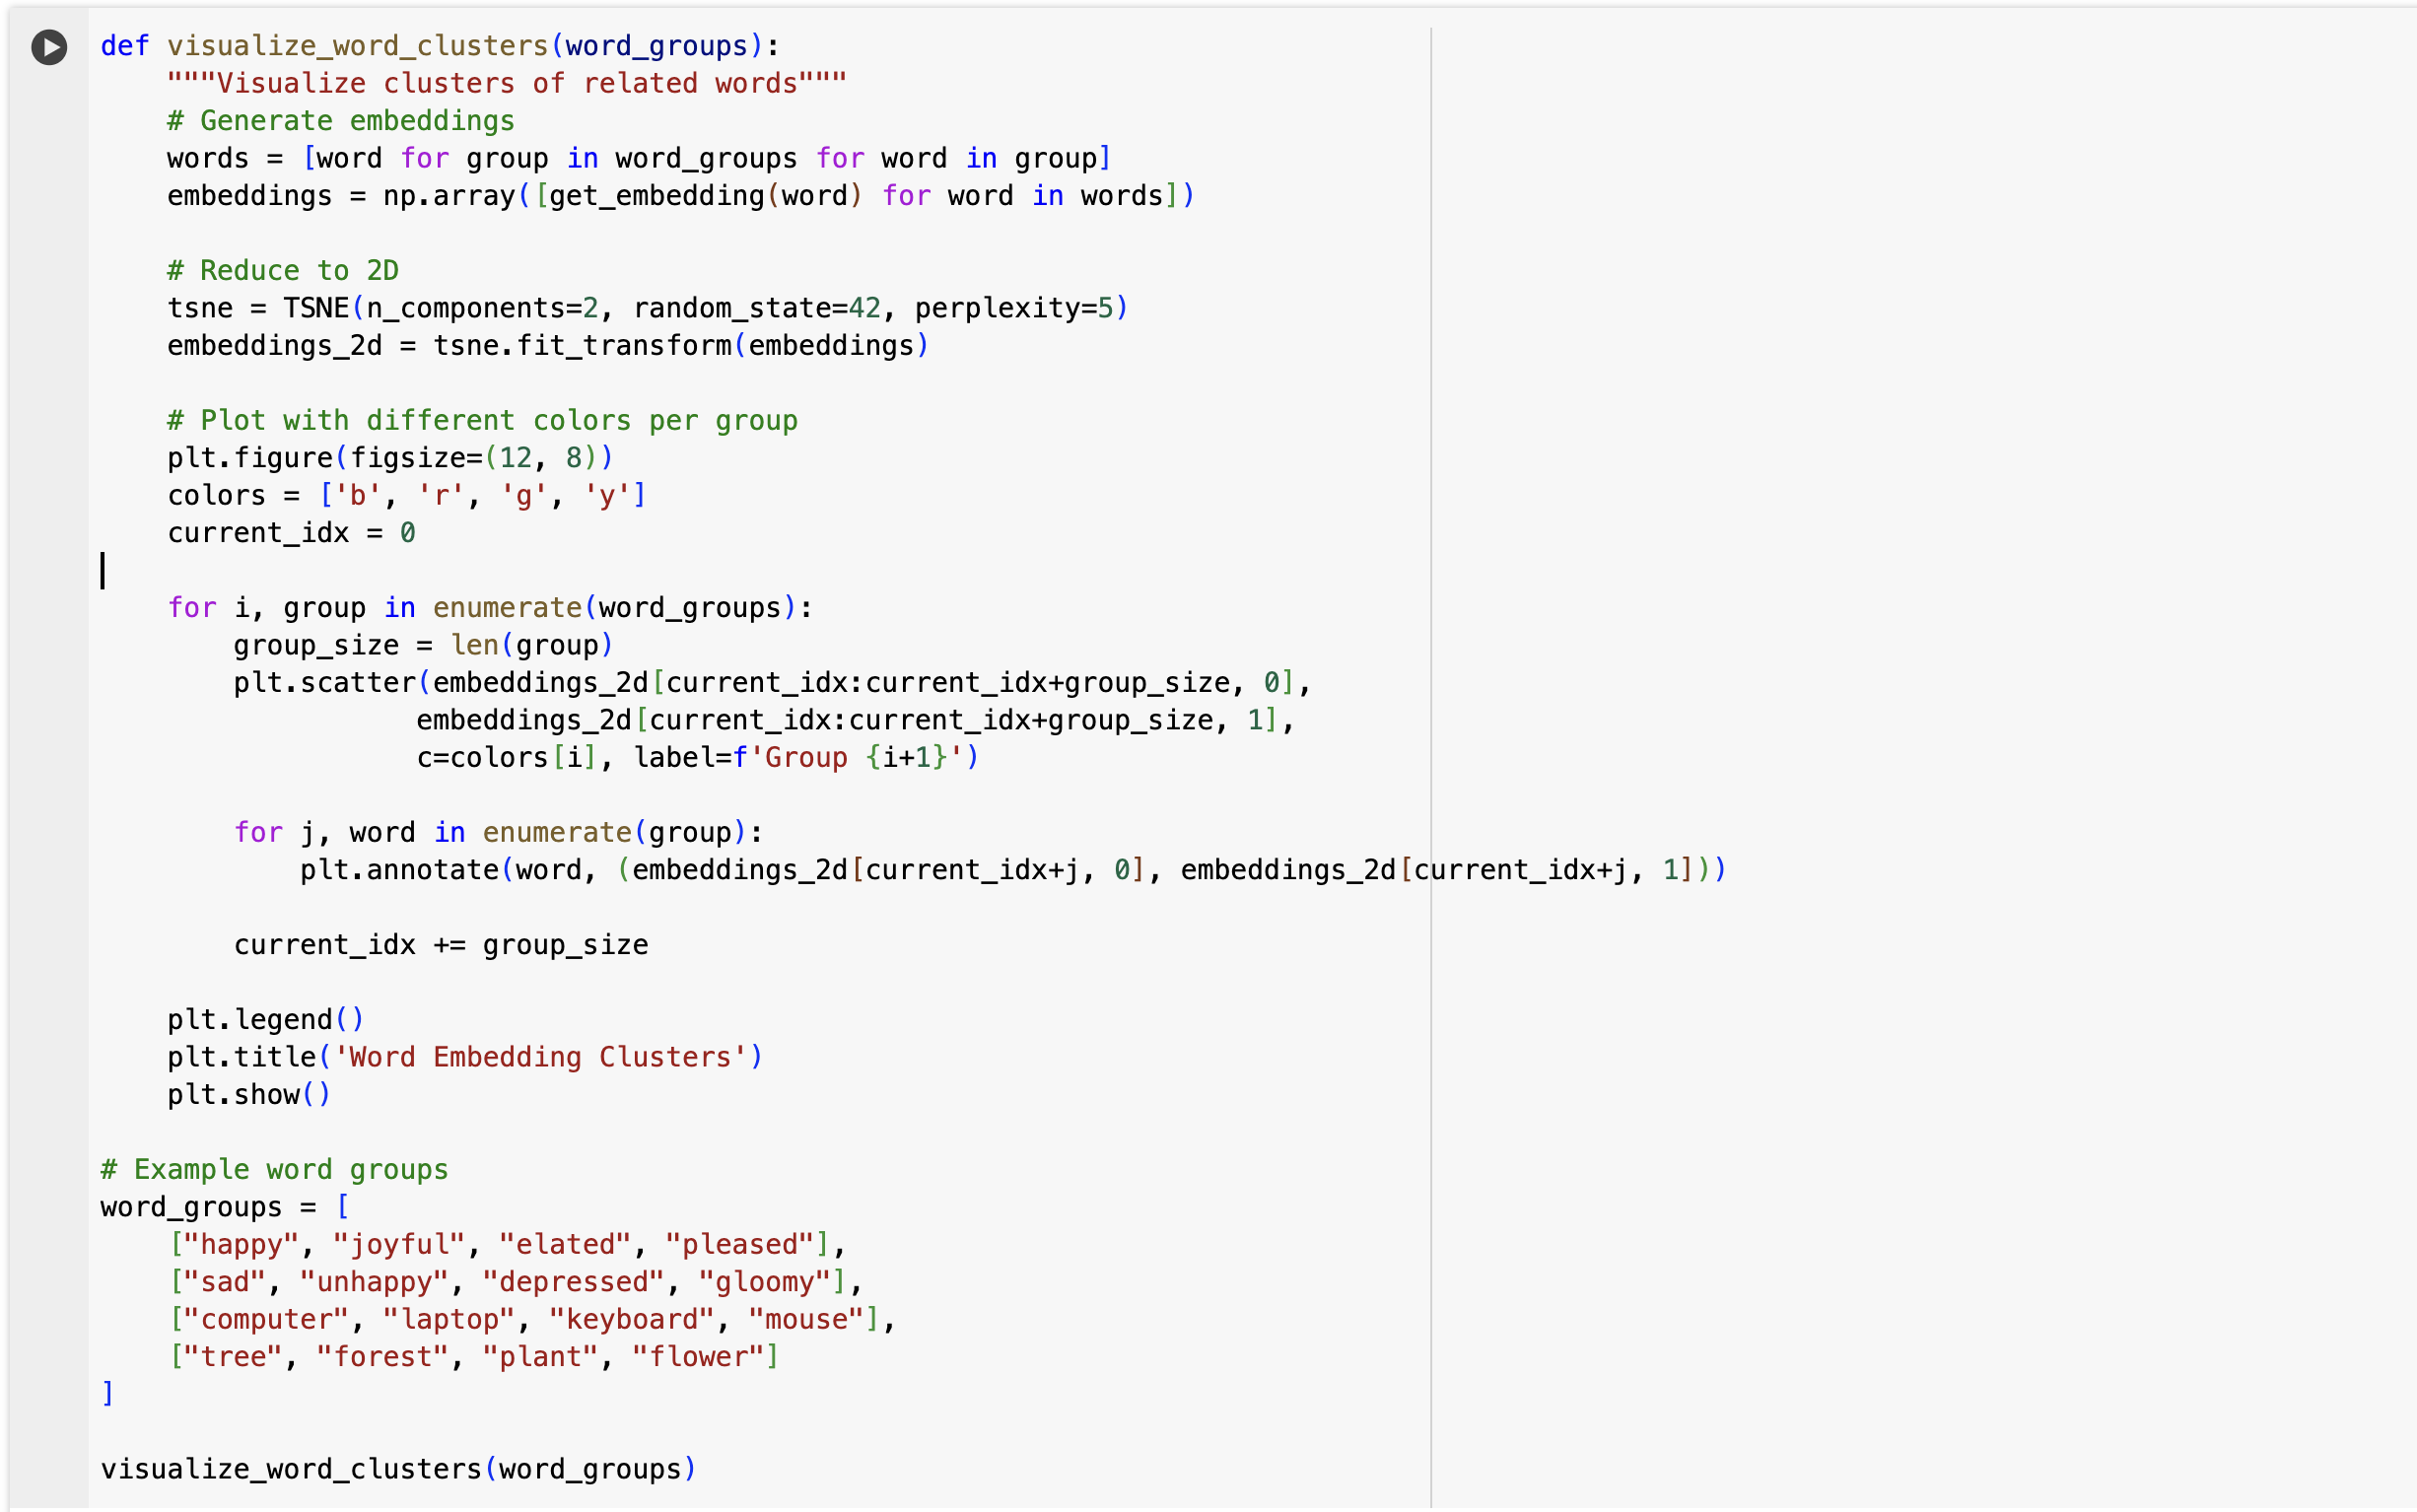 def visualize_word_clusters(word_groups):
    """Visualize clusters of related words"""
    # Generate embeddings
    words = [word for group in word_groups for word in group]
    embeddings = np.array([get_embedding(word) for word in words])

    # Reduce to 2D
    tsne = TSNE(n_components=2, random_state=42, perplexity=5)
    embeddings_2d = tsne.fit_transform(embeddings)

    # Plot with different colors per group
    plt.figure(figsize=(12, 8))
    colors = ['b', 'r', 'g', 'y']
    current_idx = 0

    for i, group in enumerate(word_groups):
        group_size = len(group)
        plt.scatter(embeddings_2d[current_idx:current_idx+group_size, 0],
                   embeddings_2d[current_idx:current_idx+group_size, 1],
                   c=colors[i], label=f'Group {i+1}')

        for j, word in enumerate(group):
            plt.annotate(word, (embeddings_2d[current_idx+j, 0], embeddings_2d[current_idx+j, 1]))

        current_idx += group_size

    plt.legend()
    plt.title('Word Embedding Clusters')
    plt.show()

# Example word groups
word_groups = [
    ["happy", "joyful", "elated", "pleased"],
    ["sad", "unhappy", "depressed", "gloomy"],
    ["computer", "laptop", "keyboard", "mouse"],
    ["tree", "forest", "plant", "flower"]
]

visualize_word_clusters(word_groups)